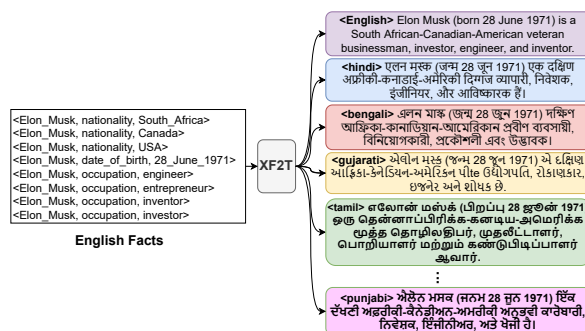 <Elon_Musk, nationality, South_Africa>
<Elon_Musk, nationality, Canada>
<Elon_Musk, nationality, USA>
<Elon_Musk, date_of_birth, 28_June_1971>
<Elon_Musk, occupation, engineer>
<Elon_Musk, occupation, entrepreneur>
<Elon_Musk, occupation, inventor>
<Elon_Musk, occupation, investor>
English Facts
XF2T
<English> Elon Musk (born 28 June 1971) is a
South African-Canadian-American veteran
businessman, investor, engineer, and inventor.
<hindi> एलन मस्क (जन्म 28 जून 1971) एक दक्षिण
अफ्रीकी-कनाडाई-अमेरिकी दिग्गज व्यापारी, निवेशक,
इंजीनियर, और आविष्कारक हैं।
<bengali> এলন মাস্ক (জন্ম 28 জুন 1971) দক্ষিণ
আফ্রিকা-কানাডিয়ান-আমেরিকান প্রবীণ ব্যবসায়ী,
বিনিয়োগকারী, প্রকৌশলী এবং উদ্ভাবক।
<gujarati> એલોન મસ્ક (જન્મ 28 જૂન 1971) એ દક્ષિણ
આફ્રિકા-કેનેડિયન-અમેરિકન પીઢ ઉદ્યોગપતિ, રોકાણકાર,
ઇજનેર અને શોધક છે.
<tamil> எலோன் மஸ்க் (பிறப்பு 28 ஜூன் 1971
ஒரு தென்னாப்பிரிக்க-கனடிய-அமெரிக்க
மூத்த தொழிலதிபர், முதலீட்டாளர்,
பொறியாளர் மற்றும் கண்டுபிடிப்பாளர்
ஆவார்.
<punjabi> ਐਲੋਨ ਮਸਕ (ਜਨਮ 28 ਜੂਨ 1971) ਇੱਕ
ਦੱਖਣੀ ਅਫ਼ਰੀਕੀ-ਕੈਨੇਡੀਅਨ-ਅਮਰੀਕੀ ਅਨੁਭਵੀ ਕਾਰੋਬਾਰੀ,
ਨਿਵੇਸ਼ਕ, ਇੰਜੀਨੀਅਰ, ਅਤੇ ਖੋਜੀ ਹੈ।